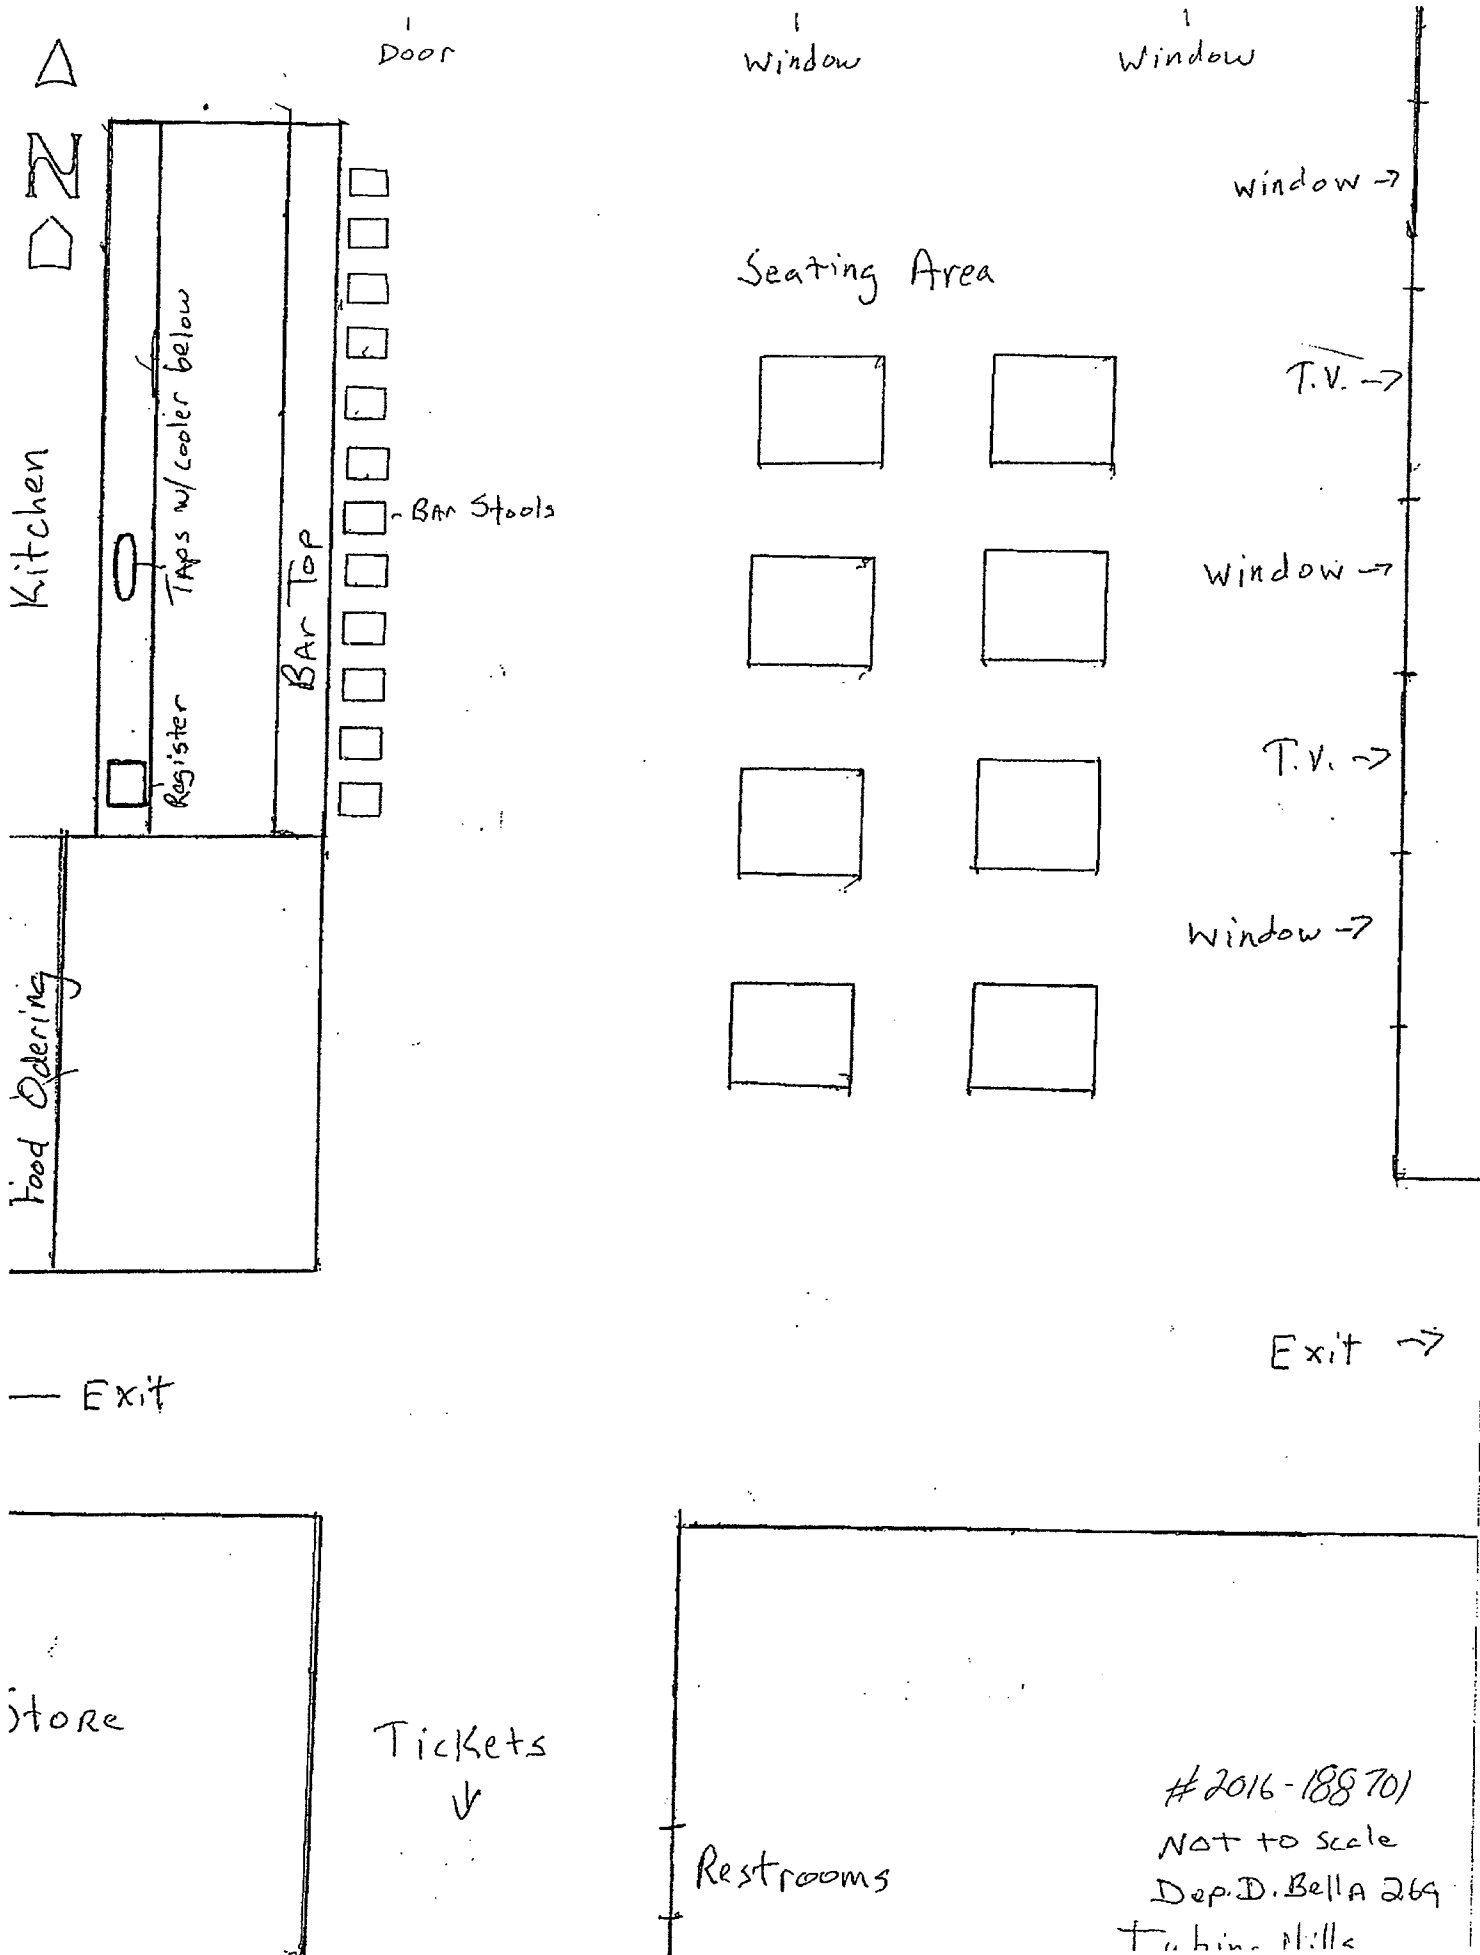 Door
Window
Window
N
window →
Seating Area
T.V. →
Kitchen
Taps w/cooler below
Bar Stools
Bar Top
Window →
Register
T.V. →
Window →
Food Odering
Exit →
Exit
Store
Tickets
↓
#2016-188701
Not to scale
Dep. D. Bella 269
Restrooms